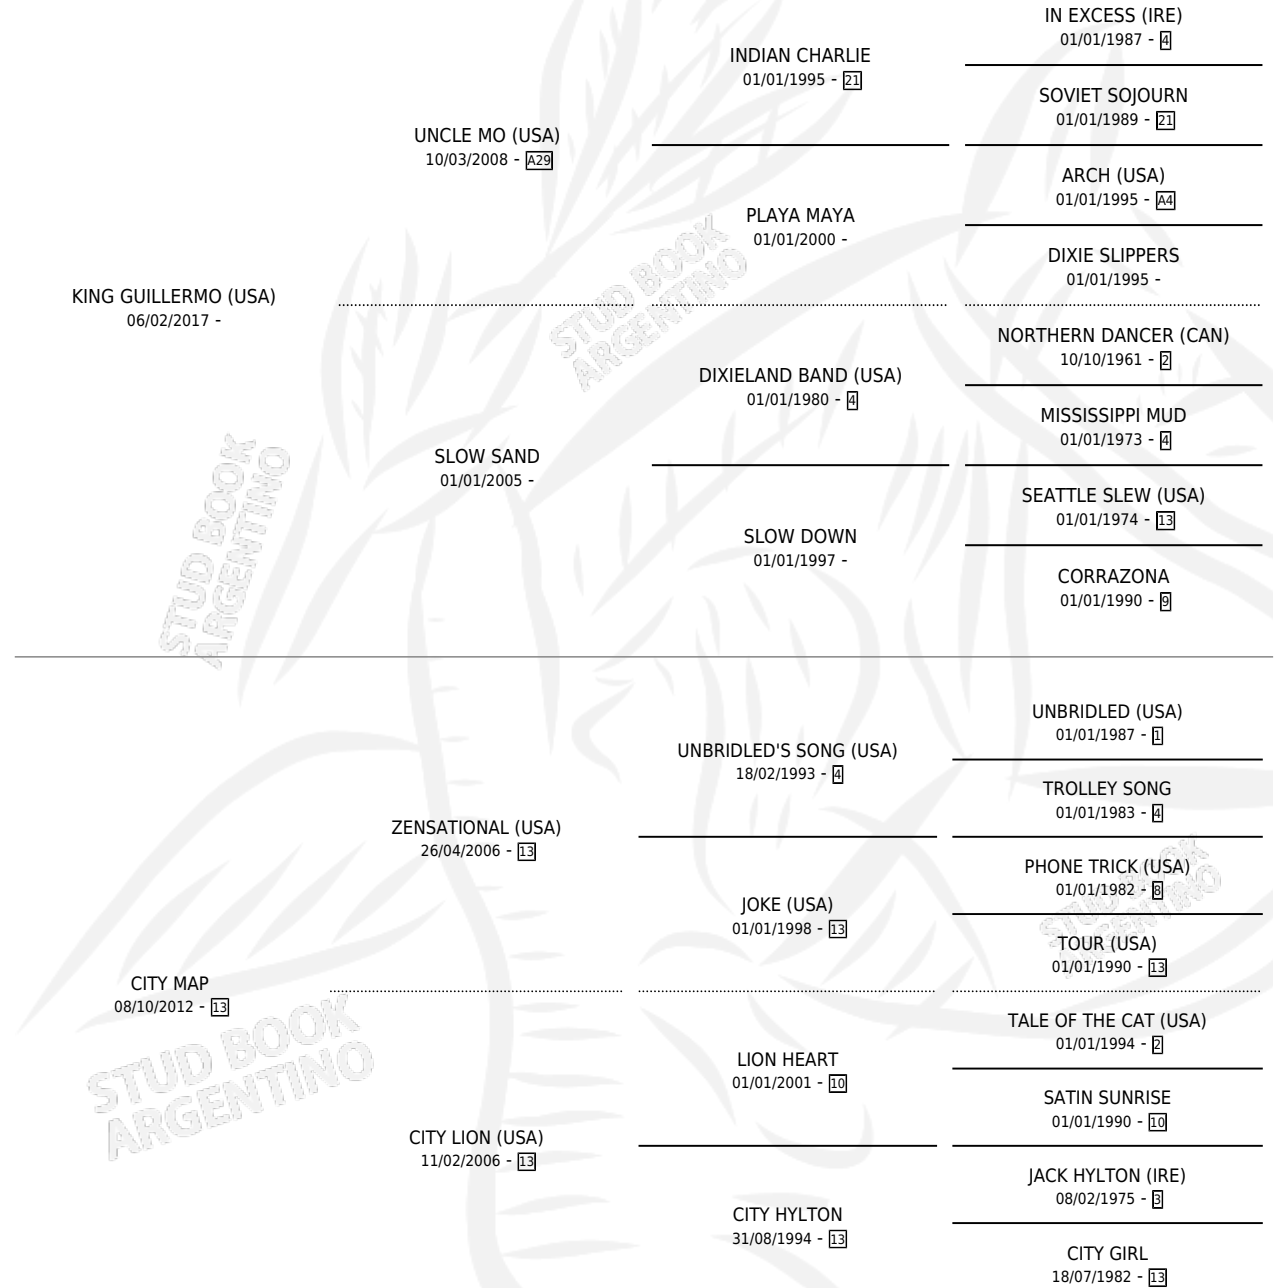 IN EXCESS (IRE)
01/01/1987 - 4
INDIAN CHARLIE
01/01/1995 - 21
SOVIET SOJOURN
01/01/1989 - 21
UNCLE MO (USA)
10/03/2008 - A29
ARCH (USA)
01/01/1995 - A4
PLAYA MAYA
01/01/2000 -
DIXIE SLIPPERS
01/01/1995 -
KING GUILLERMO (USA)
06/02/2017 -
NORTHERN DANCER (CAN)
10/10/1961 - 2
DIXIELAND BAND (USA)
01/01/1980 - 4
MISSISSIPPI MUD
01/01/1973 - 4
SLOW SAND
01/01/2005 -
SEATTLE SLEW (USA)
01/01/1974 - 13
SLOW DOWN
01/01/1997 -
CORRAZONA
01/01/1990 - 9
UNBRIDLED (USA)
01/01/1987 - 1
UNBRIDLED'S SONG (USA)
18/02/1993 - 4
TROLLEY SONG
01/01/1983 - 4
ZENSATIONAL (USA)
26/04/2006 - 13
PHONE TRICK (USA)
01/01/1982 - 8
JOKE (USA)
01/01/1998 - 13
TOUR (USA)
01/01/1990 - 13
CITY MAP
08/10/2012 - 13
TALE OF THE CAT (USA)
01/01/1994 - 2
LION HEART
01/01/2001 - 10
SATIN SUNRISE
01/01/1990 - 10
CITY LION (USA)
11/02/2006 - 13
JACK HYLTON (IRE)
08/02/1975 - 3
CITY HYLTON
31/08/1994 - 13
CITY GIRL
18/07/1982 - 13
STUD BOOK
ARGENTINO
STUD BOOK
ARGENTINO
STUD BOOK
ARGENTINO
STUD BOOK
ARGENTINO